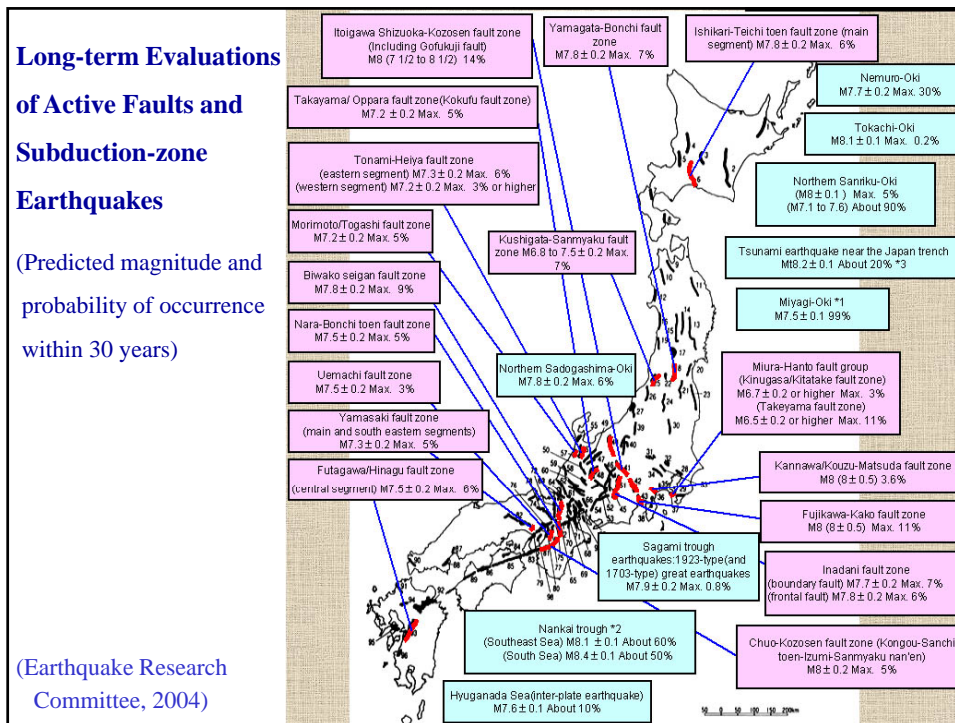 Long-term Evaluations
of Active Faults and
Subduction-zone
Earthquakes
(Predicted magnitude and
probability of occurrence
within 30 years)
(Earthquake Research
Committee, 2004)
Itoigawa Shizuoka-Kozosen fault zone
(Including Gofukuji fault)
M8 (7 1/2 to 8 1/2) 14%
Takayama/ Oppara fault zone(Kokufu fault zone)
M7.2 ±0.2 Max. 5%
Tonami-Heiya fault zone
(eastern segment) M7.3±0.2 Max. 6%
(western segment) M7.2±0.2 Max. 3% or higher
Morimoto/Togashi fault zone
M7.2±0.2 Max. 5%
Biwako seigan fault zone
M7.8±0.2 Max. 9%
Nara-Bonchi toen fault zone
M7.5±0.2 Max. 5%
Uemachi fault zone
M7.5±0.2 Max. 3%
Yamasaki fault zone
(main and south eastern segments)
M7.3±0.2 Max. 5%
Futagawa/Hinagu fault zone
(central segment) M7.5±0.2 Max. 6%
Yamagata-Bonchi fault
zone
M7.8±0.2 Max. 7%
Ishikari-Teichi toen fault zone (main
segment) M7.8±0.2 Max. 6%
Nemuro-Oki
M7.7±0.2 Max. 30%
Tokachi-Oki
M8.1±0.1 Max. 0.2%
Northern Sanriku-Oki
(M8±0.1 ) Max. 5%
(M7.1 to 7.6) About 90%
Tsunami earthquake near the Japan trench
Mt8.2±0.1 About 20% *3
Miyagi-Oki *1
M7.5±0.1 99%
Kushigata-Sanmyaku fault
zone M6.8 to 7.5±0.2 Max.
7%
Northern Sadogashima-Oki
M7.8±0.2 Max. 6%
Miura-Hanto fault group
(Kinugasa/Kitatake fault zone)
M6.7±0.2 or higher Max. 3%
(Takeyama fault zone)
M6.5±0.2 or higher Max. 11%
Kannawa/Kouzu-Matsuda fault zone
M8 (8±0.5) 3.6%
Fujikawa-Kako fault zone
M8 (8±0.5) Max. 11%
Inadani fault zone
(boundary fault) M7.7±0.2 Max. 7%
(frontal fault) M7.8±0.2 Max. 6%
Sagami trough
earthquakes:1923-type(and
1703-type) great earthquakes
M7.9±0.2 Max. 0.8%
Nankai trough *2
(Southeast Sea) M8.1 ±0.1 About 60%
(South Sea) M8.4±0.1 About 50%
Chuo-Kozosen fault zone (Kongou-Sanchi
toen-Izumi-Sanmyaku nan'en)
M8±0.2 Max. 5%
Hyuganada Sea(inter-plate earthquake)
M7.6±0.1 About 10%
50 0 50 100 150 200km